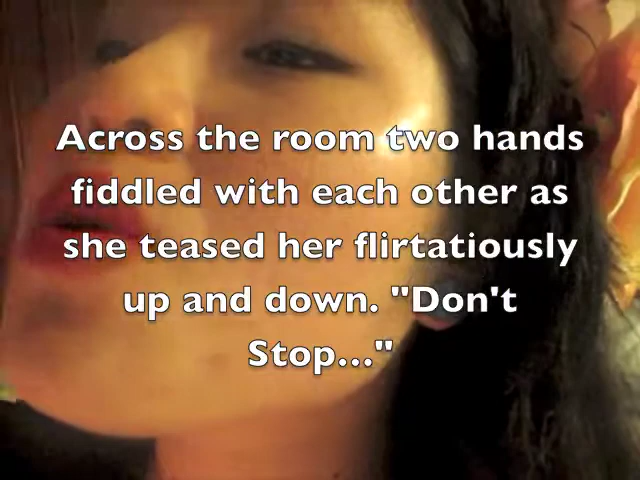 Across the room two hands
fiddled with each other as
she teased her flirtatiously
up and down. "Don't
Stop..."